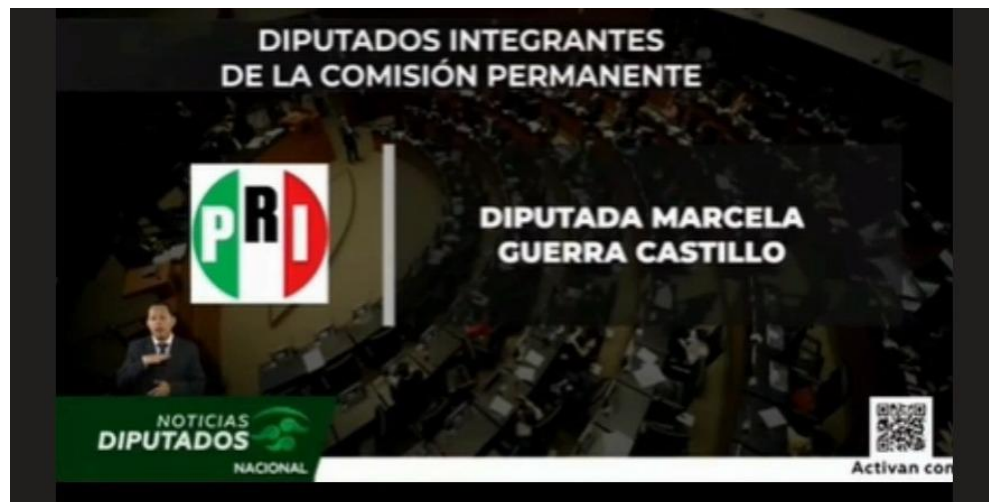 DIPUTADOS INTEGRANTES
DE LA COMISIÓN PERMANENTE
PRI
DIPUTADA MARCELA
GUERRA CASTILLO
NOTICIAS
DIPUTADOS
NACIONAL
Activan con